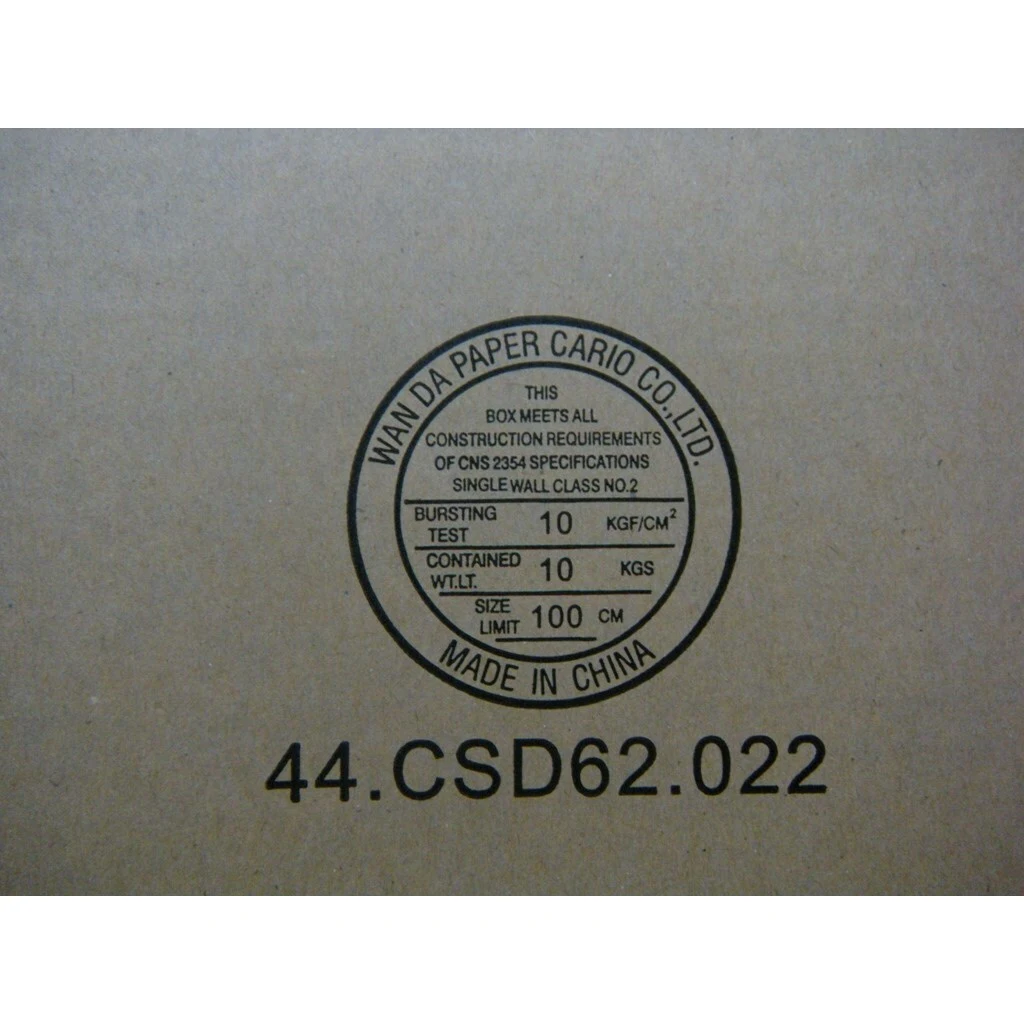 WAN DA PAPER CARIO CO.,LTD.
THIS
BOX MEETS ALL
CONSTRUCTION REQUIREMENTS
OF CNS 2354 SPECIFICATIONS
SINGLE WALL CLASS NO.2
BURSTING TEST 10 KGF/CM²
CONTAINED WT.LT. 10 KGS
SIZE LIMIT 100 CM
MADE IN CHINA
44.CSD62.022